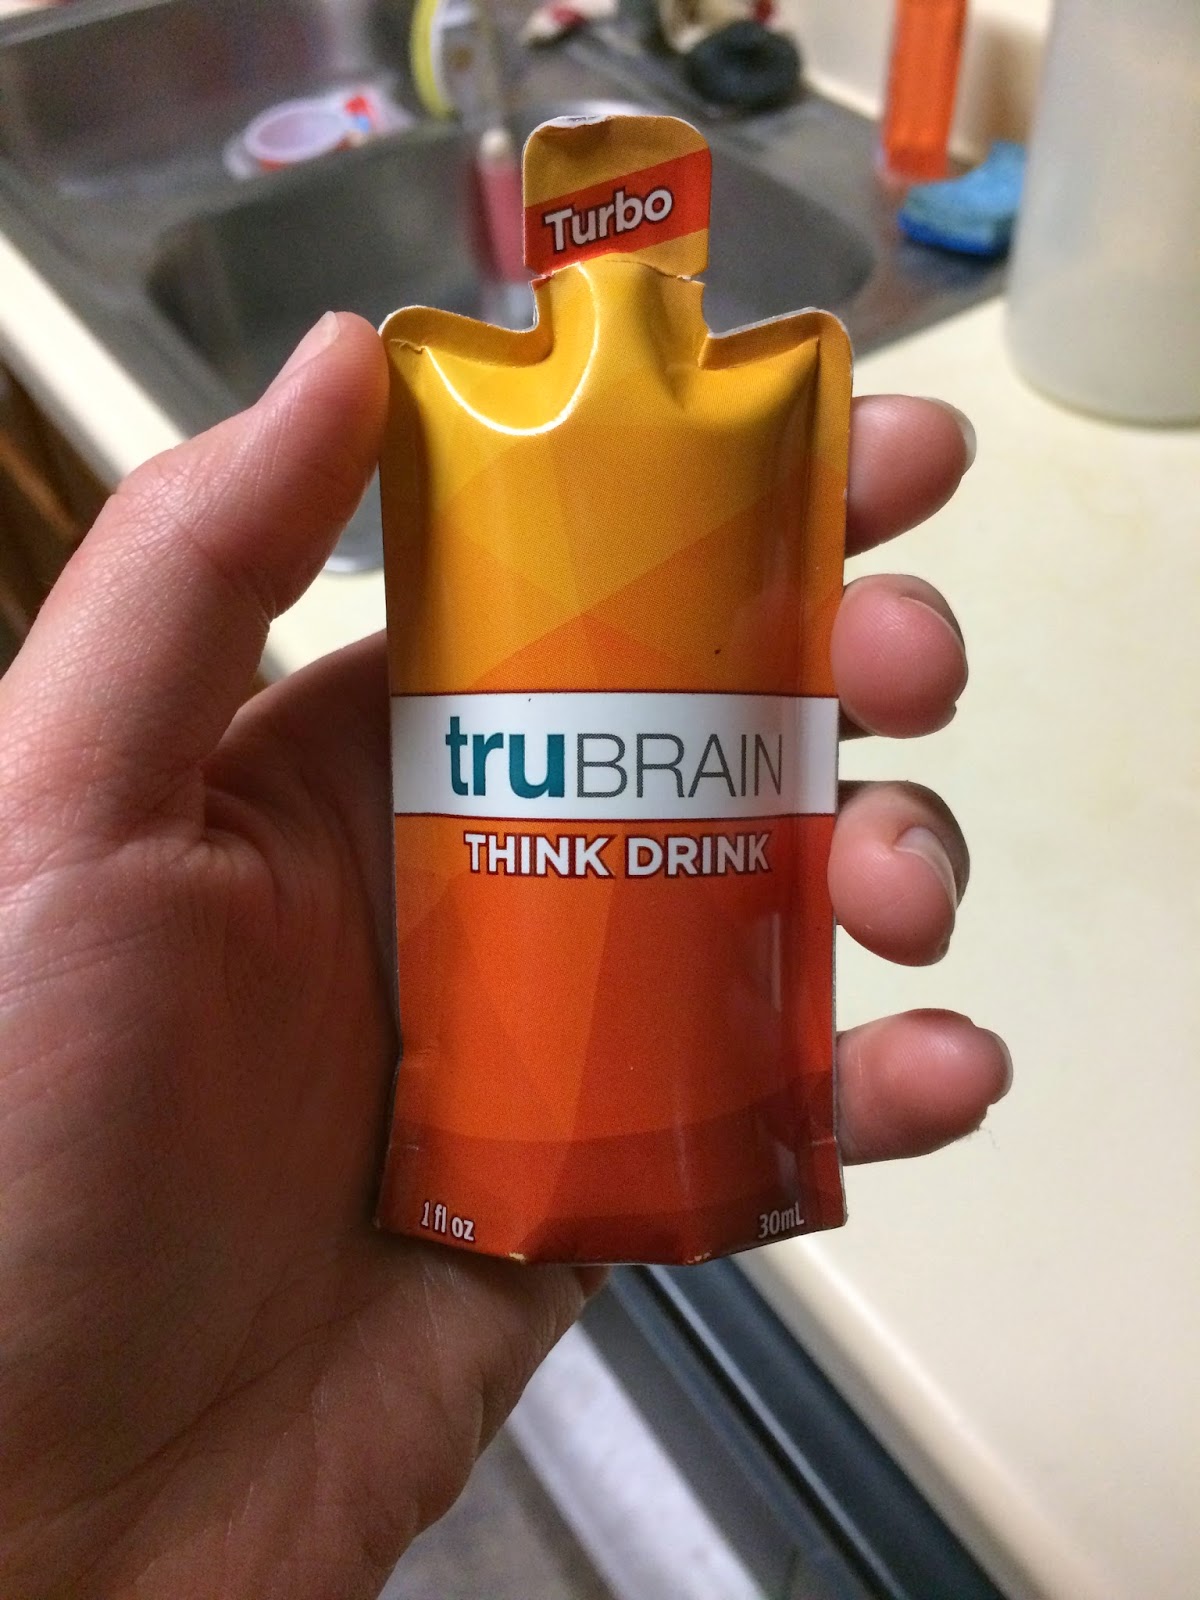 Turbo
truBRAIN
THINK DRINK
1 fl oz 30mL